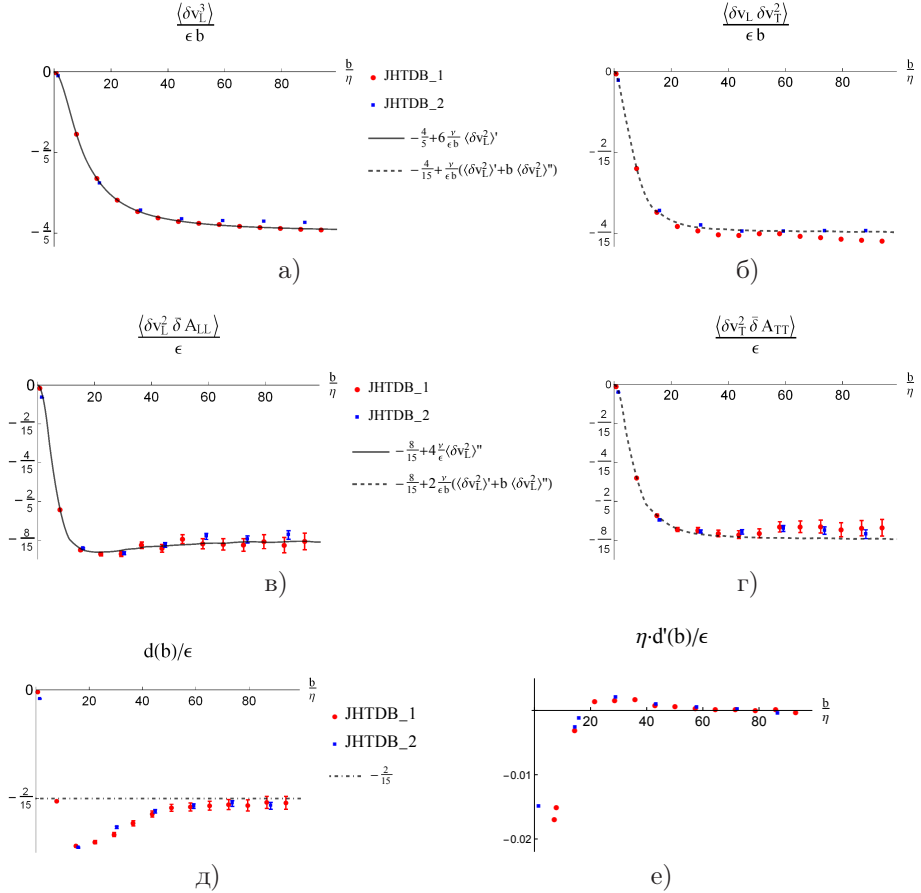 ⟨δv_L^3⟩/(ϵ b)
b/η
0 20 40 60 80
-2/5
-4/5
JHTDB_1
JHTDB_2
-4/5+6 ν/(ϵ b) ⟨δv_L^2⟩'
-4/15+ν/(ϵ b)(⟨δv_L^2⟩'+b ⟨δv_L^2⟩'')
а)
⟨δv_L δv_T^2⟩/(ϵ b)
b/η
0 20 40 60 80
-2/15
-4/15
б)
⟨δv_L^2 δ̄ A_LL⟩/ϵ
b/η
0 20 40 60 80
-2/15
-4/15
-2/5
-8/15
JHTDB_1
JHTDB_2
-8/15+4 ν/ϵ ⟨δv_L^2⟩''
-8/15+2 ν/(ϵ b)(⟨δv_L^2⟩'+b ⟨δv_L^2⟩'')
в)
⟨δv_T^2 δ̄ A_TT⟩/ϵ
b/η
0 20 40 60 80
-2/15
-4/15
-2/5
-8/15
г)
d(b)/ϵ
b/η
0 20 40 60 80
-2/15
JHTDB_1
JHTDB_2
-2/15
д)
η·d'(b)/ϵ
b/η
20 40 60 80
-0.01
-0.02
е)